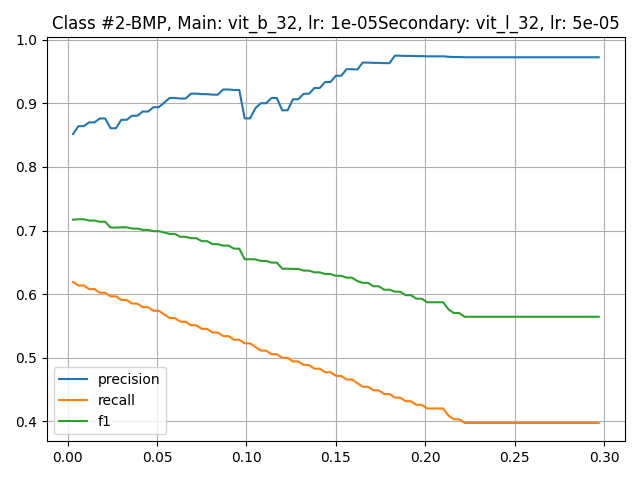 Class #2-BMP, Main: vit_b_32, lr: 1e-05Secondary: vit_l_32, lr: 5e-05
1.0
0.9
0.8
0.7
0.6
0.5
0.4
precision
recall
f1
0.00 0.05 0.10 0.15 0.20 0.25 0.30